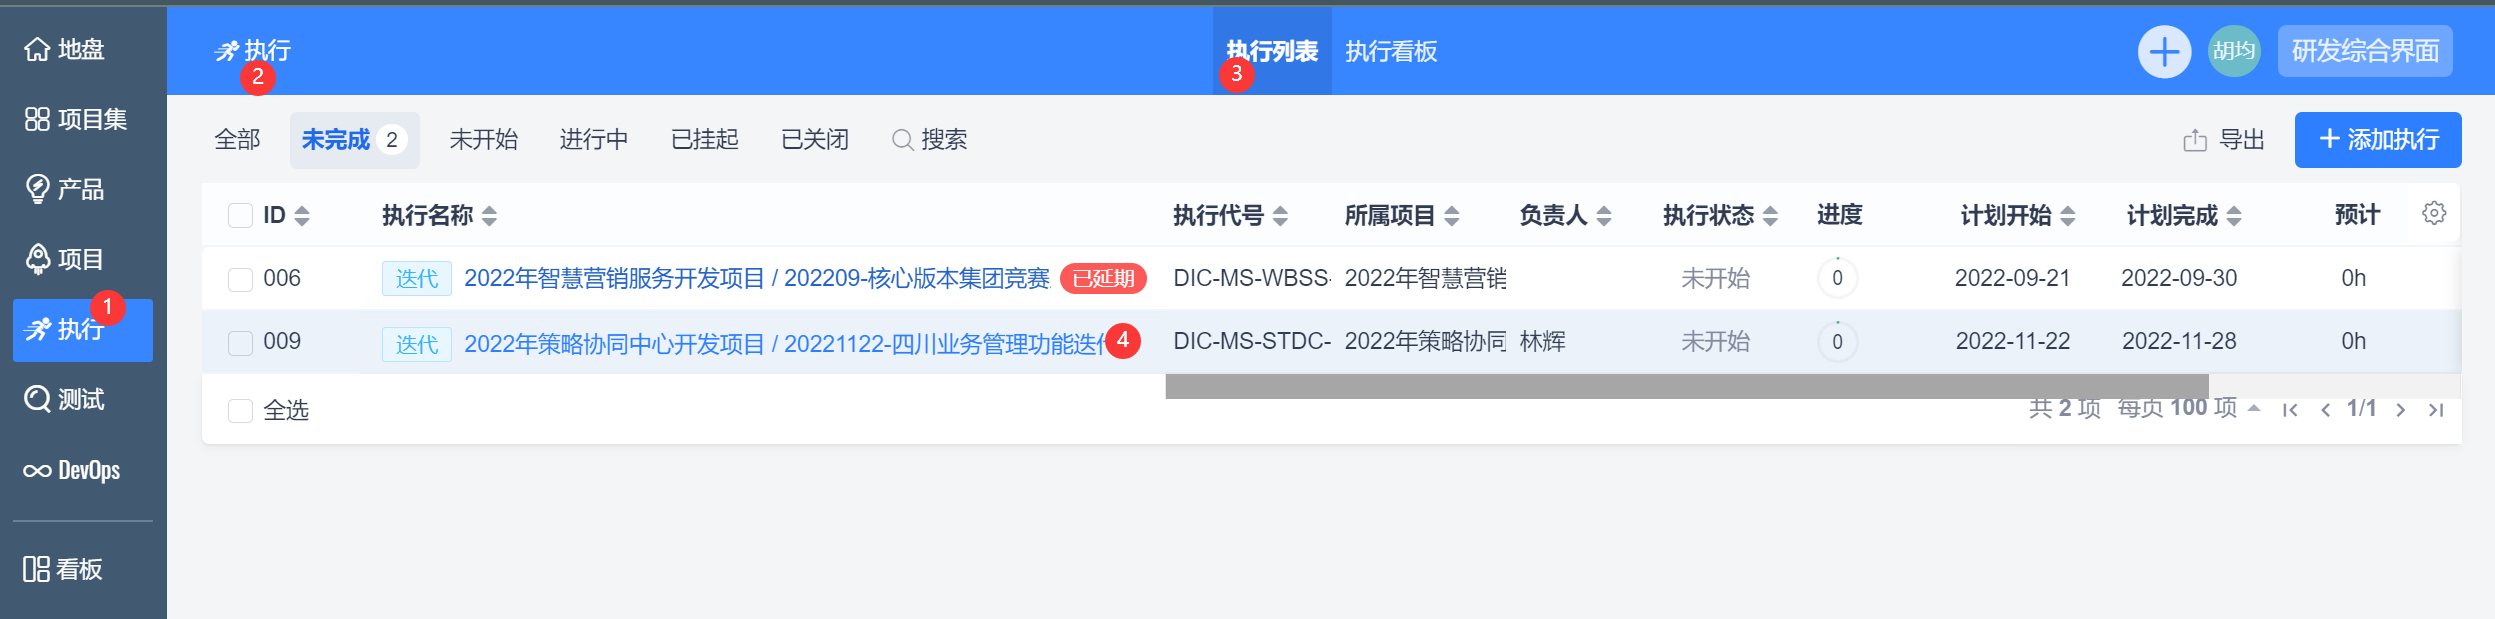 地盘
项目集
产品
项目
执行
1
测试
DevOps
看板
执行
2
执行列表
3
执行看板
胡均
研发综合界面
全部 未完成 2 未开始 进行中 已挂起 已关闭 搜索 导出 添加执行
ID 执行名称 执行代号 所属项目 负责人 执行状态 进度 计划开始 计划完成 预计
006 迭代 2022年智慧营销服务开发项目 / 202209-核心版本集团竞赛 已延期 DIC-MS-WBSS- 2022年智慧营销 未开始 0 2022-09-21 2022-09-30 0h
009 迭代 2022年策略协同中心开发项目 / 20221122-四川业务管理功能迭 4 DIC-MS-STDC- 2022年策略协同 林辉 未开始 0 2022-11-22 2022-11-28 0h
全选 共 2 项 每页 100 项 1/1